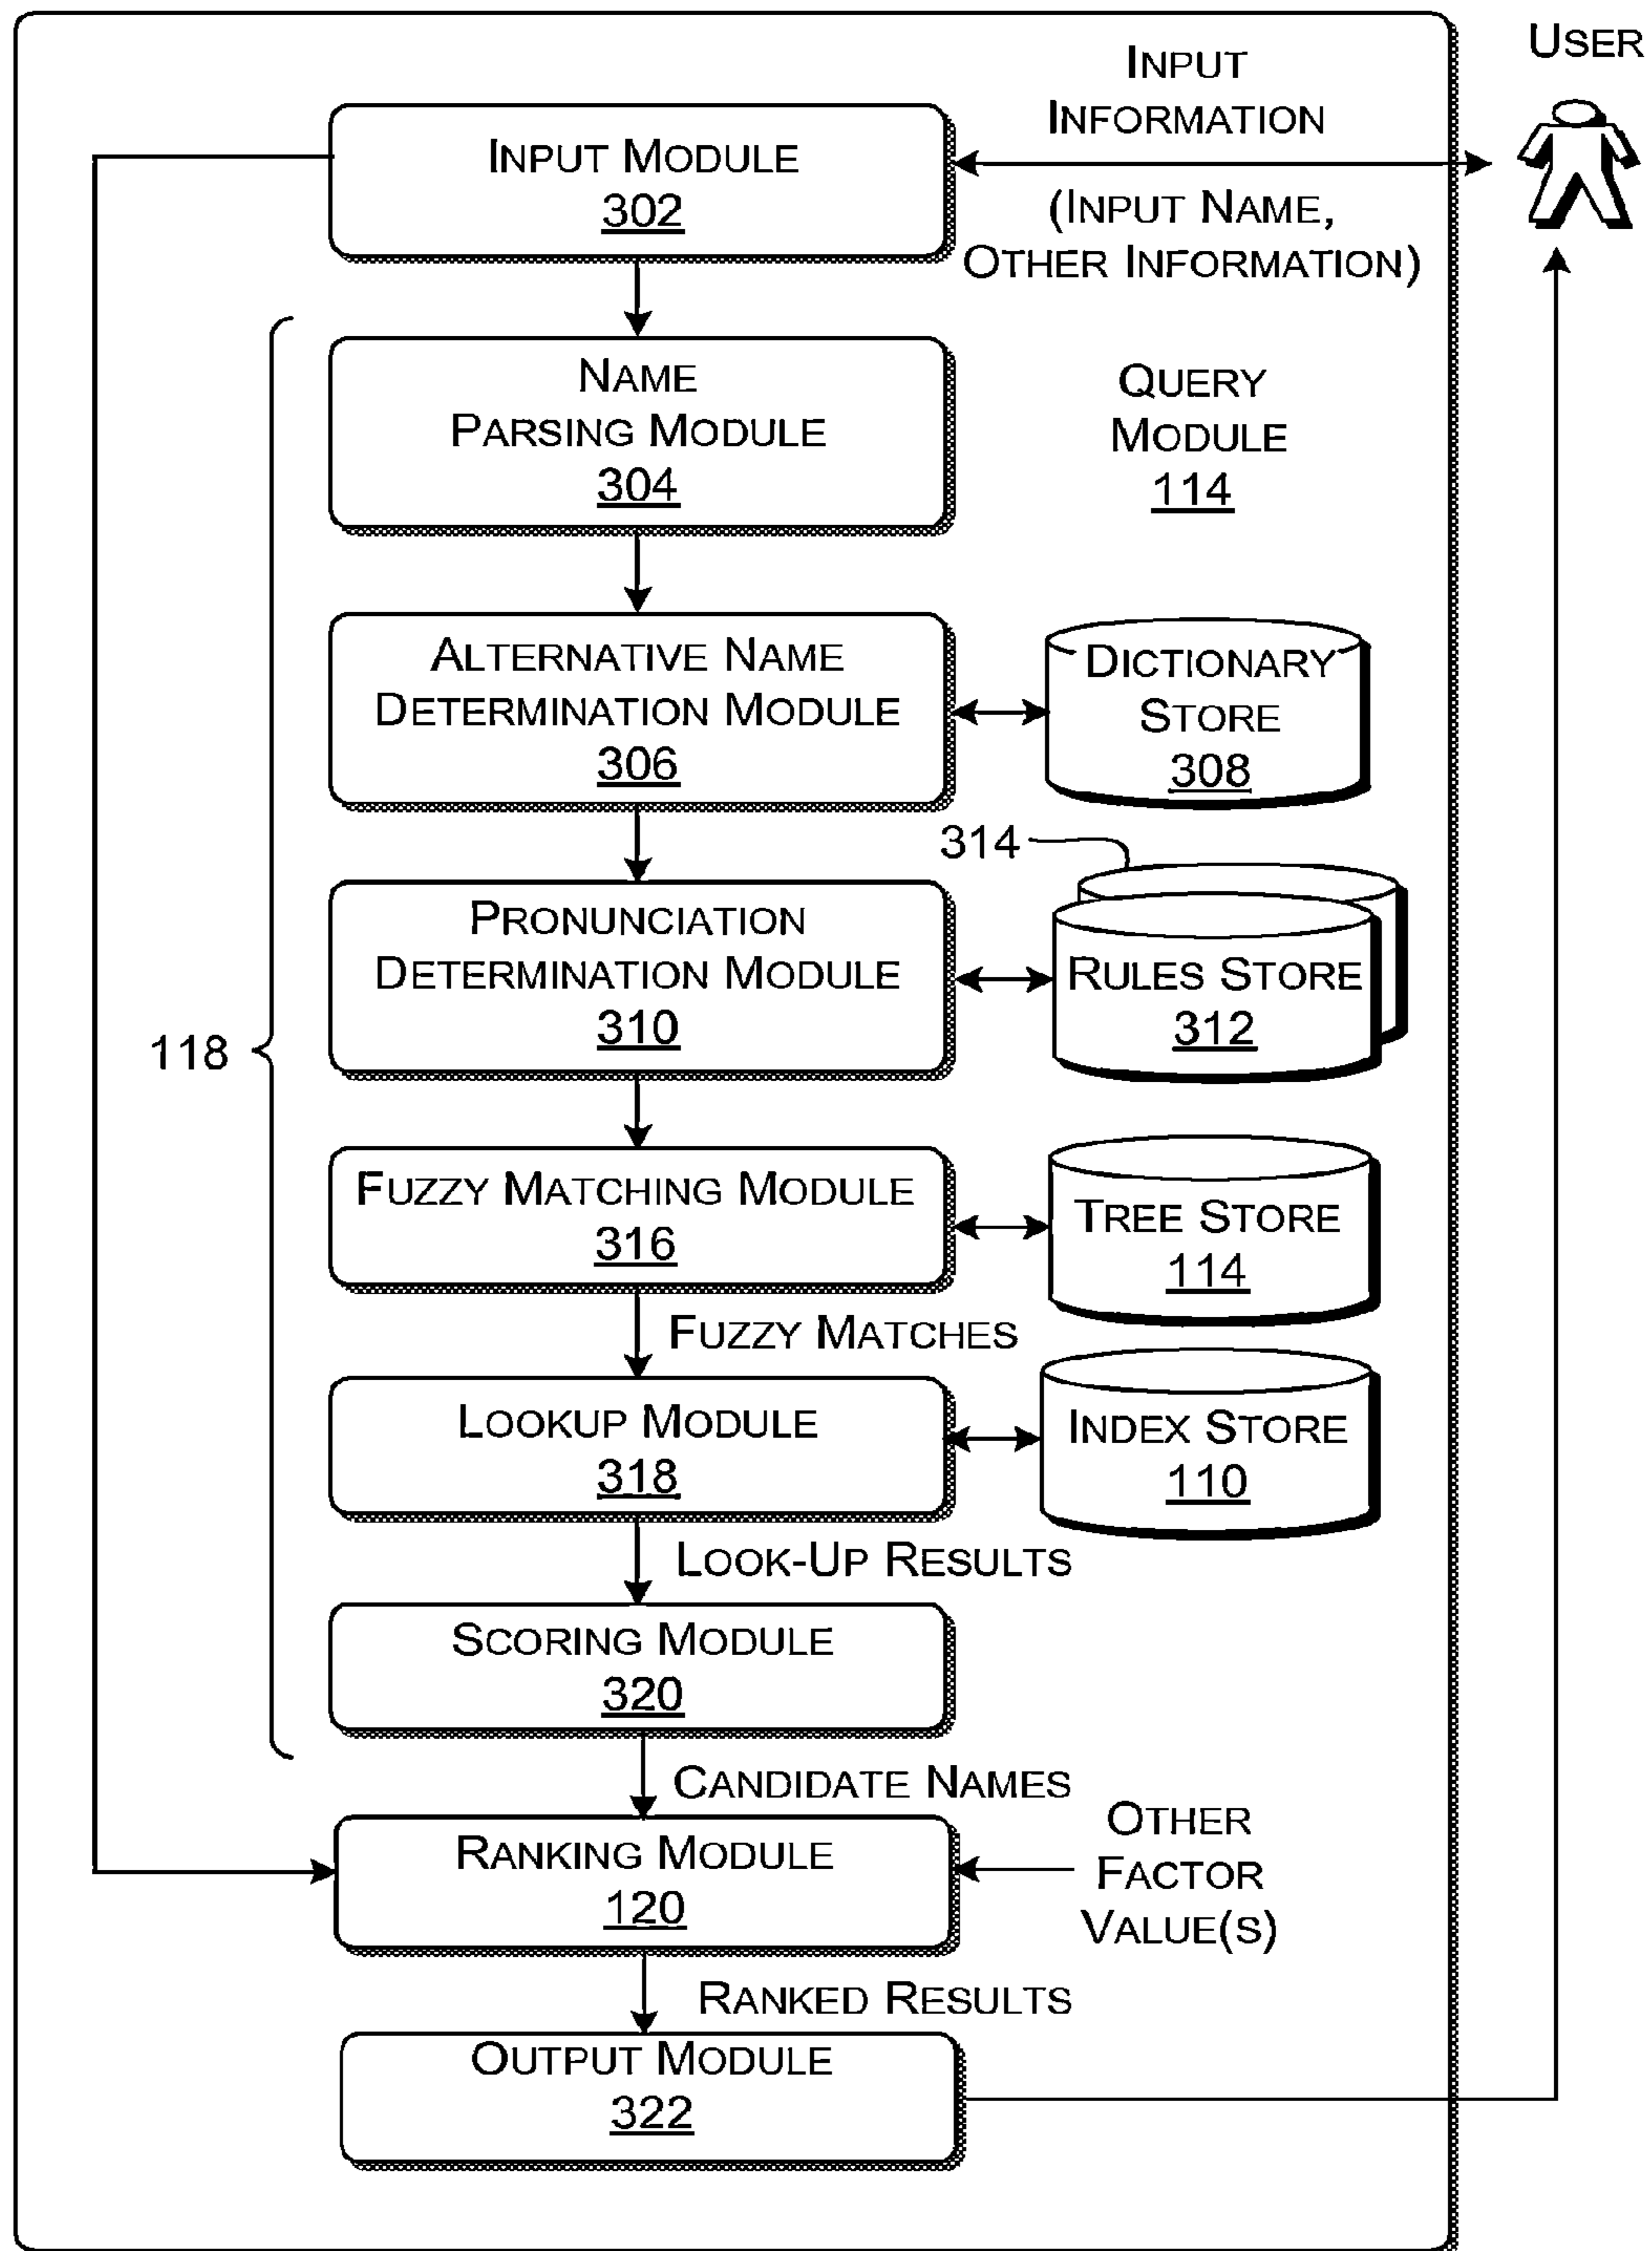 USER
INPUT
INFORMATION
(INPUT NAME,
OTHER INFORMATION)
INPUT MODULE
302
NAME
PARSING MODULE
304
QUERY
MODULE
114
ALTERNATIVE NAME
DETERMINATION MODULE
306
DICTIONARY
STORE
308
314
PRONUNCIATION
DETERMINATION MODULE
310
RULES STORE
312
118
FUZZY MATCHING MODULE
316
TREE STORE
114
FUZZY MATCHES
LOOKUP MODULE
318
INDEX STORE
110
LOOK-UP RESULTS
SCORING MODULE
320
CANDIDATE NAMES
RANKING MODULE
120
OTHER
FACTOR
VALUE(S)
RANKED RESULTS
OUTPUT MODULE
322